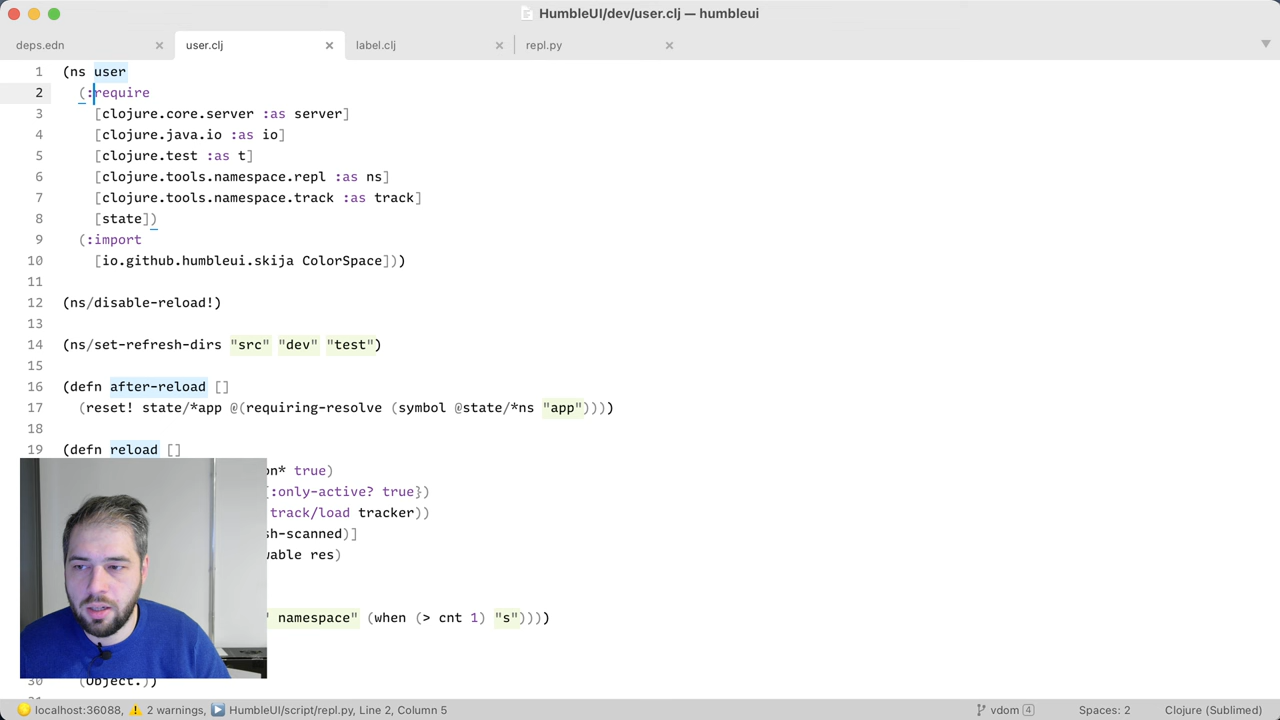 HumbleUI/dev/user.clj — humbleui
deps.edn × user.clj × label.clj × repl.py ×
1 (ns user
2 (:require
3 [clojure.core.server :as server]
4 [clojure.java.io :as io]
5 [clojure.test :as t]
6 [clojure.tools.namespace.repl :as ns]
7 [clojure.tools.namespace.track :as track]
8 [state])
9 (:import
10 [io.github.humbleui.skija ColorSpace]))
11
12 (ns/disable-reload!)
13
14 (ns/set-refresh-dirs "src" "dev" "test")
15
16 (defn after-reload []
17 (reset! state/*app @(requiring-resolve (symbol @state/*ns "app"))))
18
19 (defn reload []
on* true)
[:only-active? true})
track/load tracker))
sh-scanned)]
wable res)
" namespace" (when (> cnt 1) "s"))))
30 (Object.))
localhost:36088, 2 warnings, HumbleUI/script/repl.py, Line 2, Column 5 vdom 4 Spaces: 2 Clojure (Sublimed)